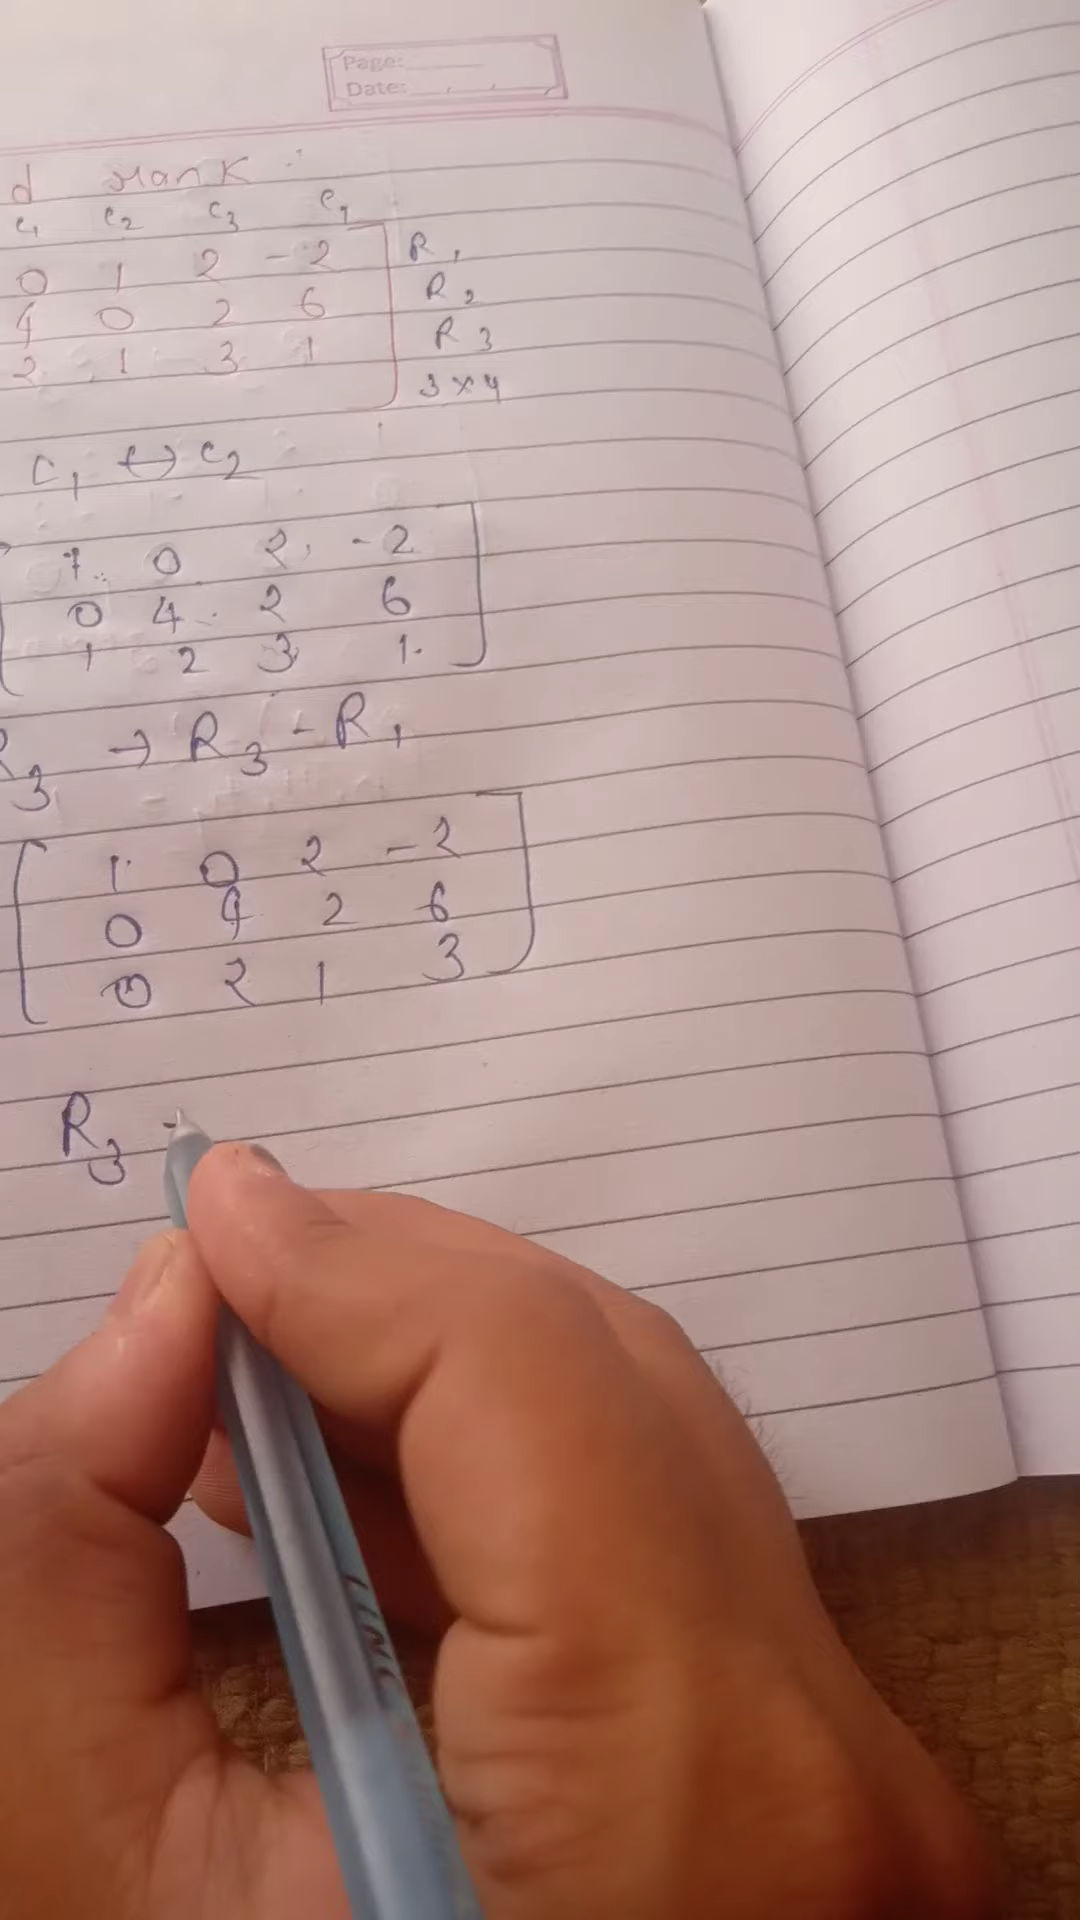 Page:
Date: , ,
d rank :
C1 C2 C3 C4
0 1 2 -2 R1
4 0 2 6 R2
2 1 3 1 R3
3x4
C1 ↔ C2
1 0 2 -2
0 4 2 6
1 2 3 1
R3 → R3 - R1
1 0 2 -2
0 4 2 6
0 2 1 3
R3 -